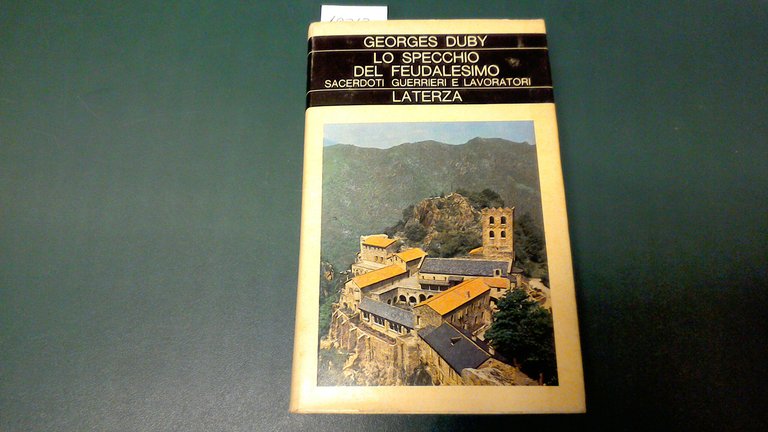 GEORGES DUBY
LO SPECCHIO
DEL FEUDALESIMO
SACERDOTI GUERRIERI E LAVORATORI
LATERZA